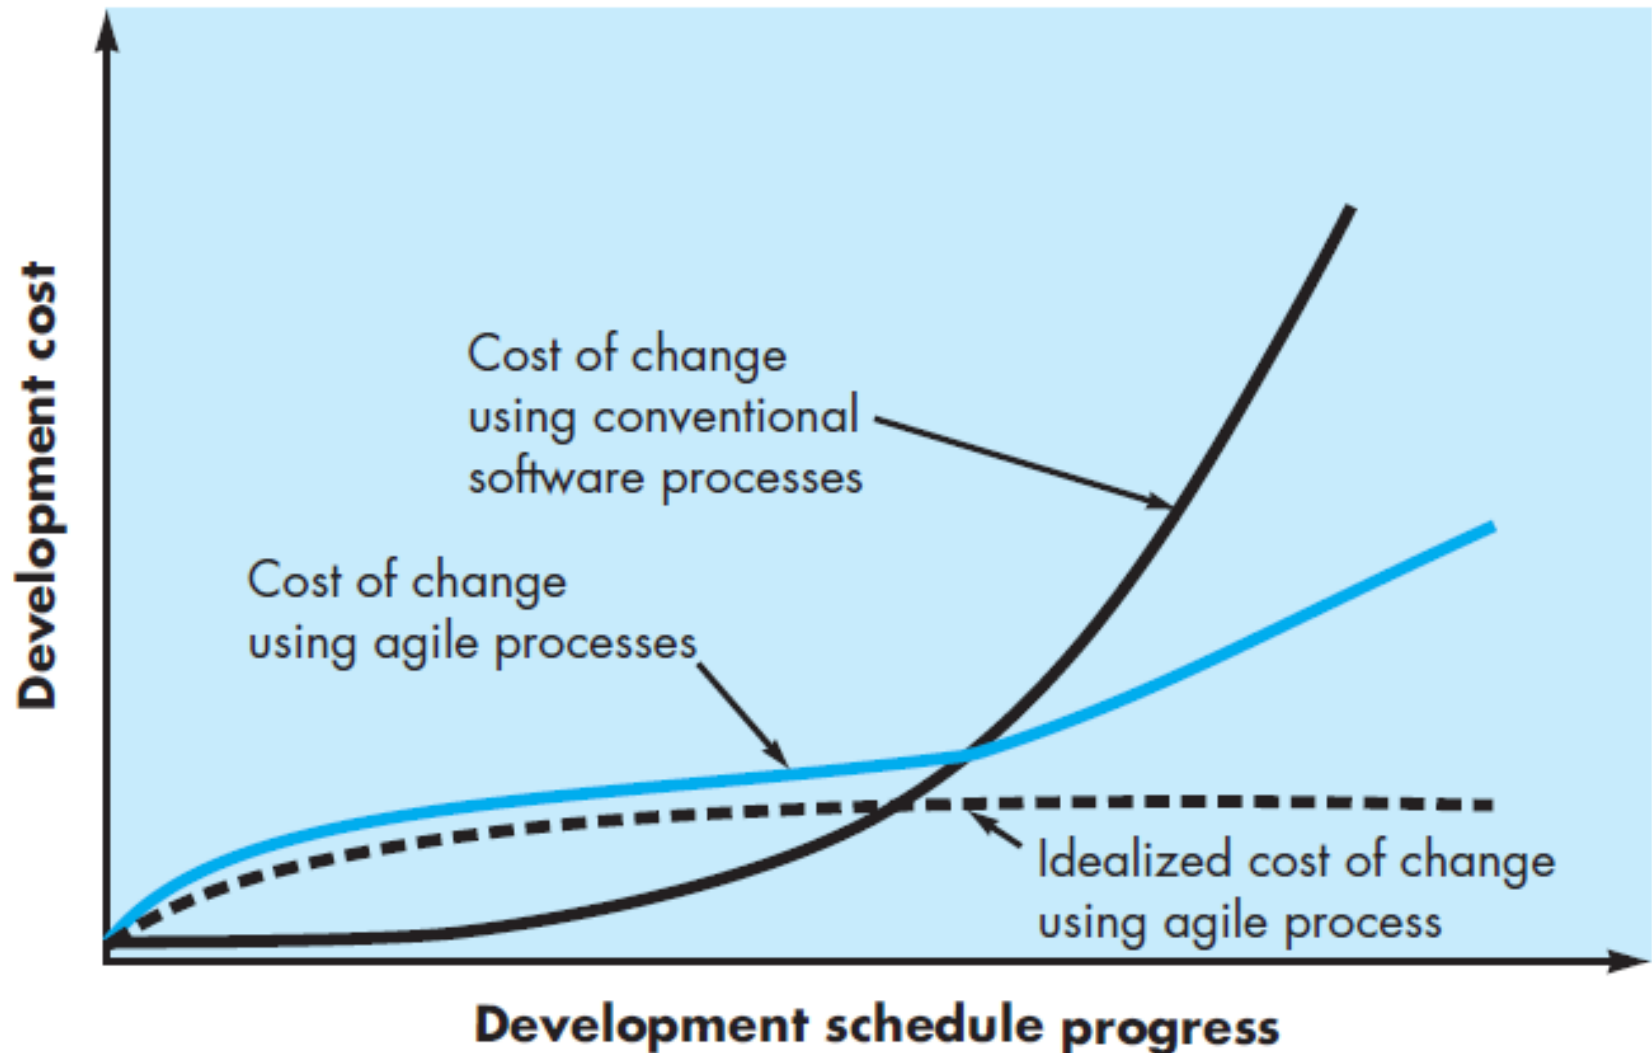 Development cost
Cost of change
using conventional
software processes
Cost of change
using agile processes
Idealized cost of change
using agile process
Development schedule progress